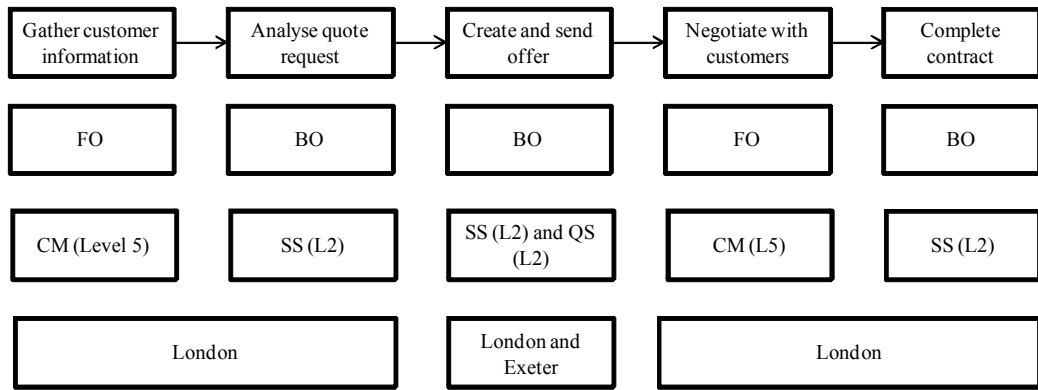 Gather customer
information
Analyse quote
request
Create and send
offer
Negotiate with
customers
Complete
contract
FO
BO
BO
FO
BO
CM (Level 5)
SS (L2)
SS (L2) and QS
(L2)
CM (L5)
SS (L2)
London
London and
Exeter
London